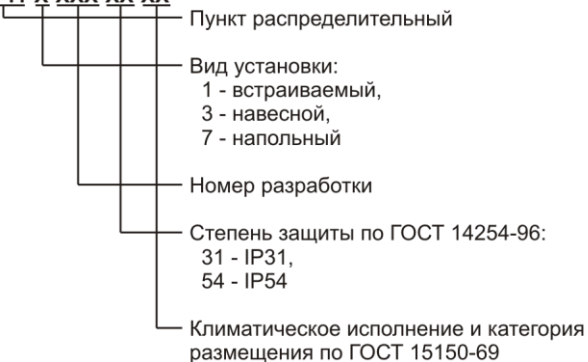 Пункт распределительный
Вид установки:
1 - встраиваемый,
3 - навесной,
7 - напольный
Номер разработки
Степень защиты по ГОСТ 14254-96:
31 - IP31,
54 - IP54
Климатическое исполнение и категория
размещения по ГОСТ 15150-69